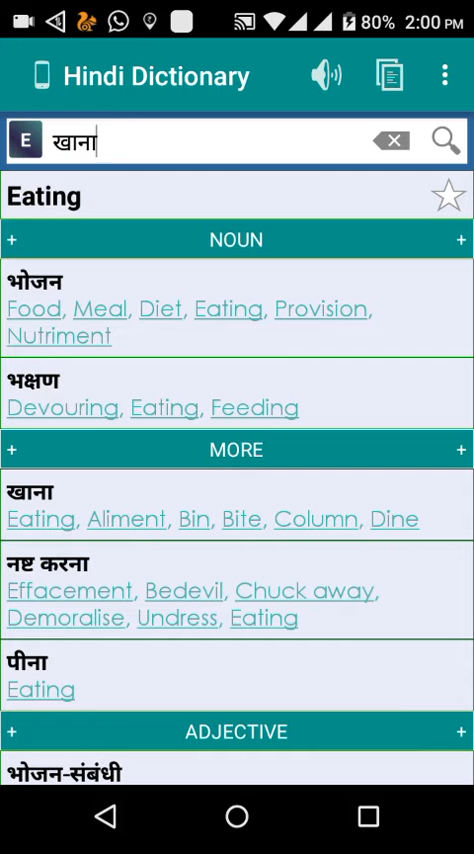 80% 2:00 PM
Hindi Dictionary
E खाना
Eating
+ NOUN +
भोजन
Food, Meal, Diet, Eating, Provision,
Nutriment
भक्षण
Devouring, Eating, Feeding
+ MORE +
खाना
Eating, Aliment, Bin, Bite, Column, Dine
नष्ट करना
Effacement, Bedevil, Chuck away,
Demoralise, Undress, Eating
पीना
Eating
+ ADJECTIVE +
भोजन-संबंधी